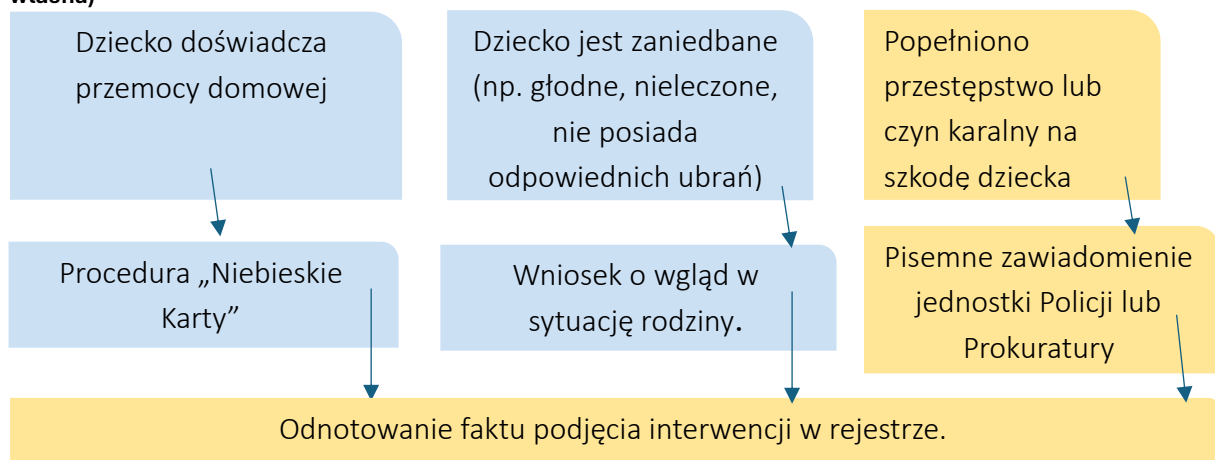 własna)
Dziecko doświadcza
przemocy domowej
Dziecko jest zaniedbane
(np. głodne, nieleczone,
nie posiada
odpowiednich ubrań)
Popełniono
przestępstwo lub
czyn karalny na
szkodę dziecka
Procedura „Niebieskie
Karty”
Wniosek o wgląd w
sytuację rodziny.
Pisemne zawiadomienie
jednostki Policji lub
Prokuratury
Odnotowanie faktu podjęcia interwencji w rejestrze.